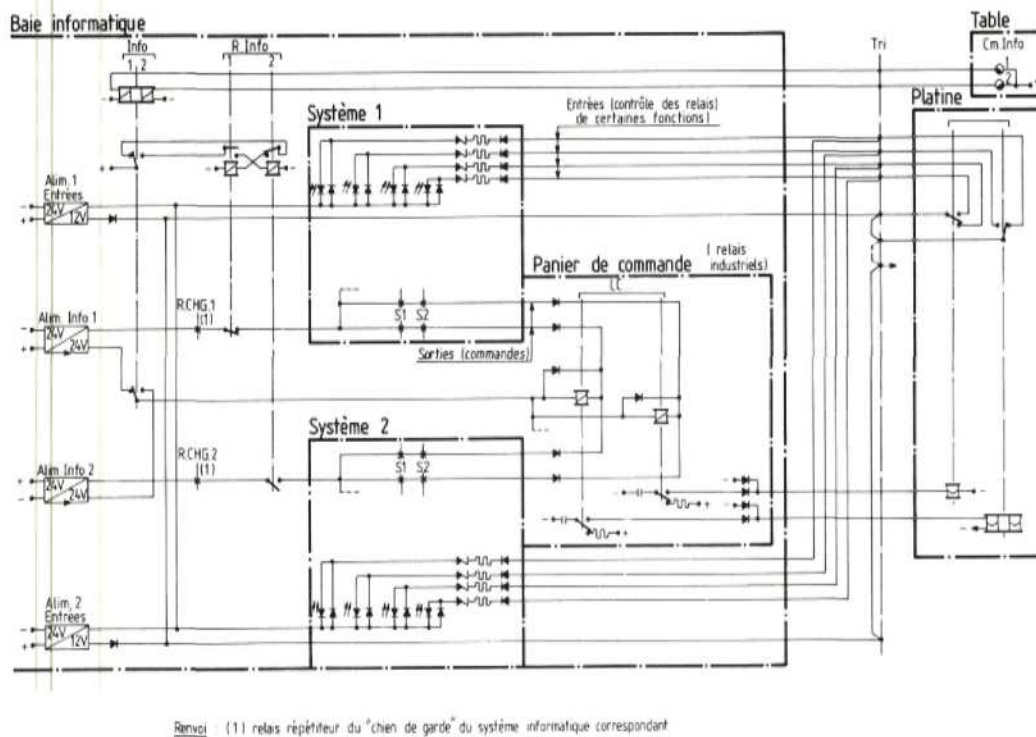 Baie informatique
Table
Info
1, 2
R. Info
1 2
Tri
Cm. Info
1
2
Platine
Système 1
Entrées (contrôle des relais)
de certaines fonctions)
Alim. 1
Entrées
24V
12V
Panier de commande
( relais
industriels)
LC
R.CHG.1
(1)
Alim. Info 1
24V
24V
S1 S2
Sorties (commandes)
Système 2
R.CHG.2
(1)
Alim. Info 2
24V
24V
S1 S2
Alim. 2
Entrées
24V
12V
Renvoi : (1) relais répétiteur du "chien de garde" du système informatique correspondant